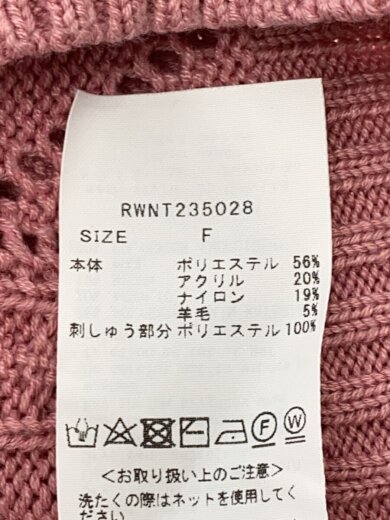 RWNT235028
SIZE F
本体 ポリエステル 56%
アクリル 20%
ナイロン 19%
羊毛 5%
刺しゅう部分 ポリエステル 100%
F W
<お取り扱い上のご注意>
洗たくの際はネットを使用してく
ださい